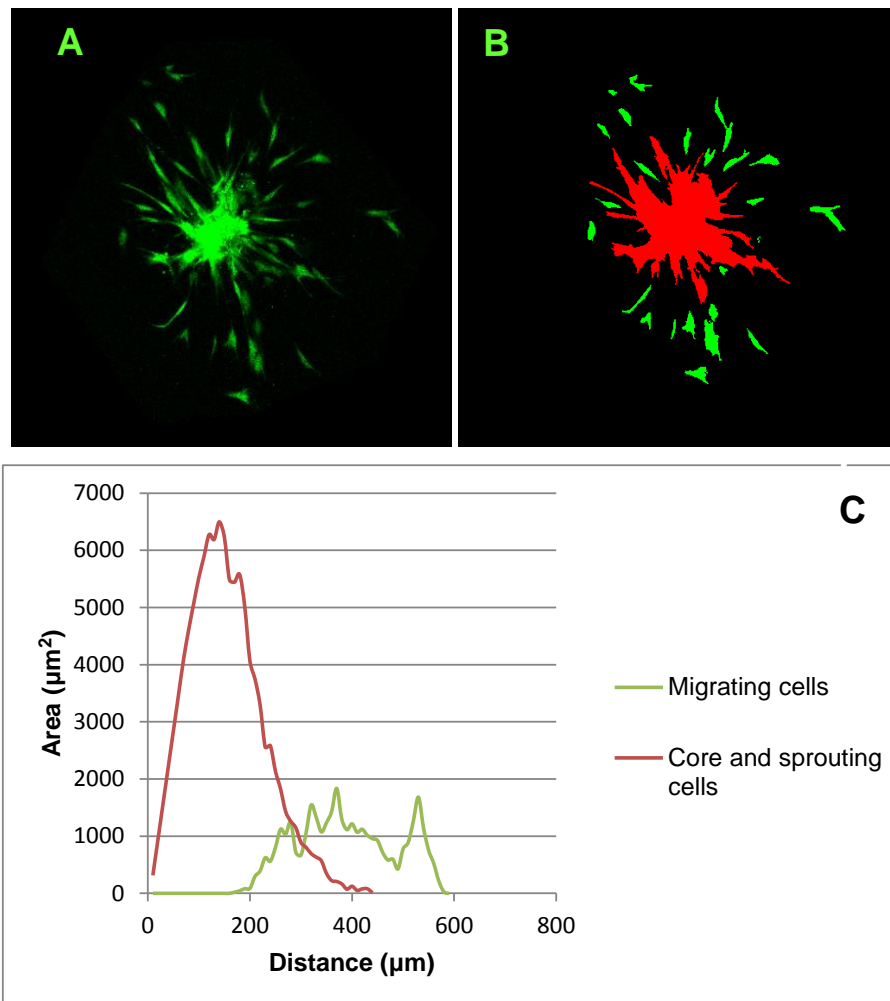 A
B
C
7000
6000
5000
4000
3000
2000
1000
0
Area (µm²)
0 200 400 600 800
Distance (µm)
Migrating cells
Core and sprouting
cells